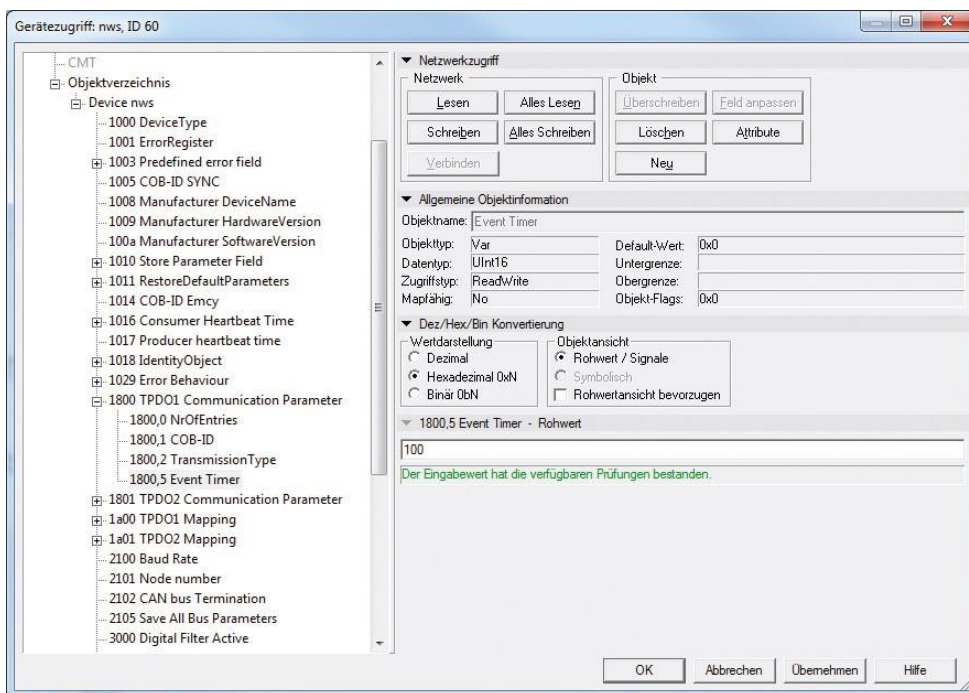 Gerätezugriff: nws, ID 60
CMT
Objektverzeichnis
Device nws
1000 DeviceType
1001 ErrorRegister
1003 Predefined error field
1005 COB-ID SYNC
1008 Manufacturer DeviceName
1009 Manufacturer HardwareVersion
100a Manufacturer SoftwareVersion
1010 Store Parameter Field
1011 RestoreDefaultParameters
1014 COB-ID Emcy
1016 Consumer Heartbeat Time
1017 Producer heartbeat time
1018 IdentityObject
1029 Error Behaviour
1800 TPDO1 Communication Parameter
1800,0 NrOfEntries
1800,1 COB-ID
1800,2 TransmissionType
1800,5 Event Timer
1801 TPDO2 Communication Parameter
1a00 TPDO1 Mapping
1a01 TPDO2 Mapping
2100 Baud Rate
2101 Node number
2102 CAN bus Termination
2105 Save All Bus Parameters
3000 Digital Filter Active
Netzwerkzugriff
Netzwerk
Lesen
Alles Lesen
Schreiben
Alles Schreiben
Verbinden
Objekt
Überschreiben
Feld anpassen
Löschen
Attribute
Neu
Allgemeine Objektinformation
Objektname: Event Timer
Objekttyp: Var
Default-Wert: 0x0
Datentyp: UInt16
Untergrenze:
Zugriffstyp: ReadWrite
Obergrenze:
Mapfähig: No
Objekt-Flags: 0x0
Dez/Hex/Bin Konvertierung
Wertdarstellung
Dezimal
Hexadezimal 0xN
Binär 0bN
Objektansicht
Rohwert / Signale
Symbolisch
Rohwertansicht bevorzugen
1800,5 Event Timer - Rohwert
100
Der Eingabewert hat die verfügbaren Prüfungen bestanden.
OK
Abbrechen
Übernehmen
Hilfe